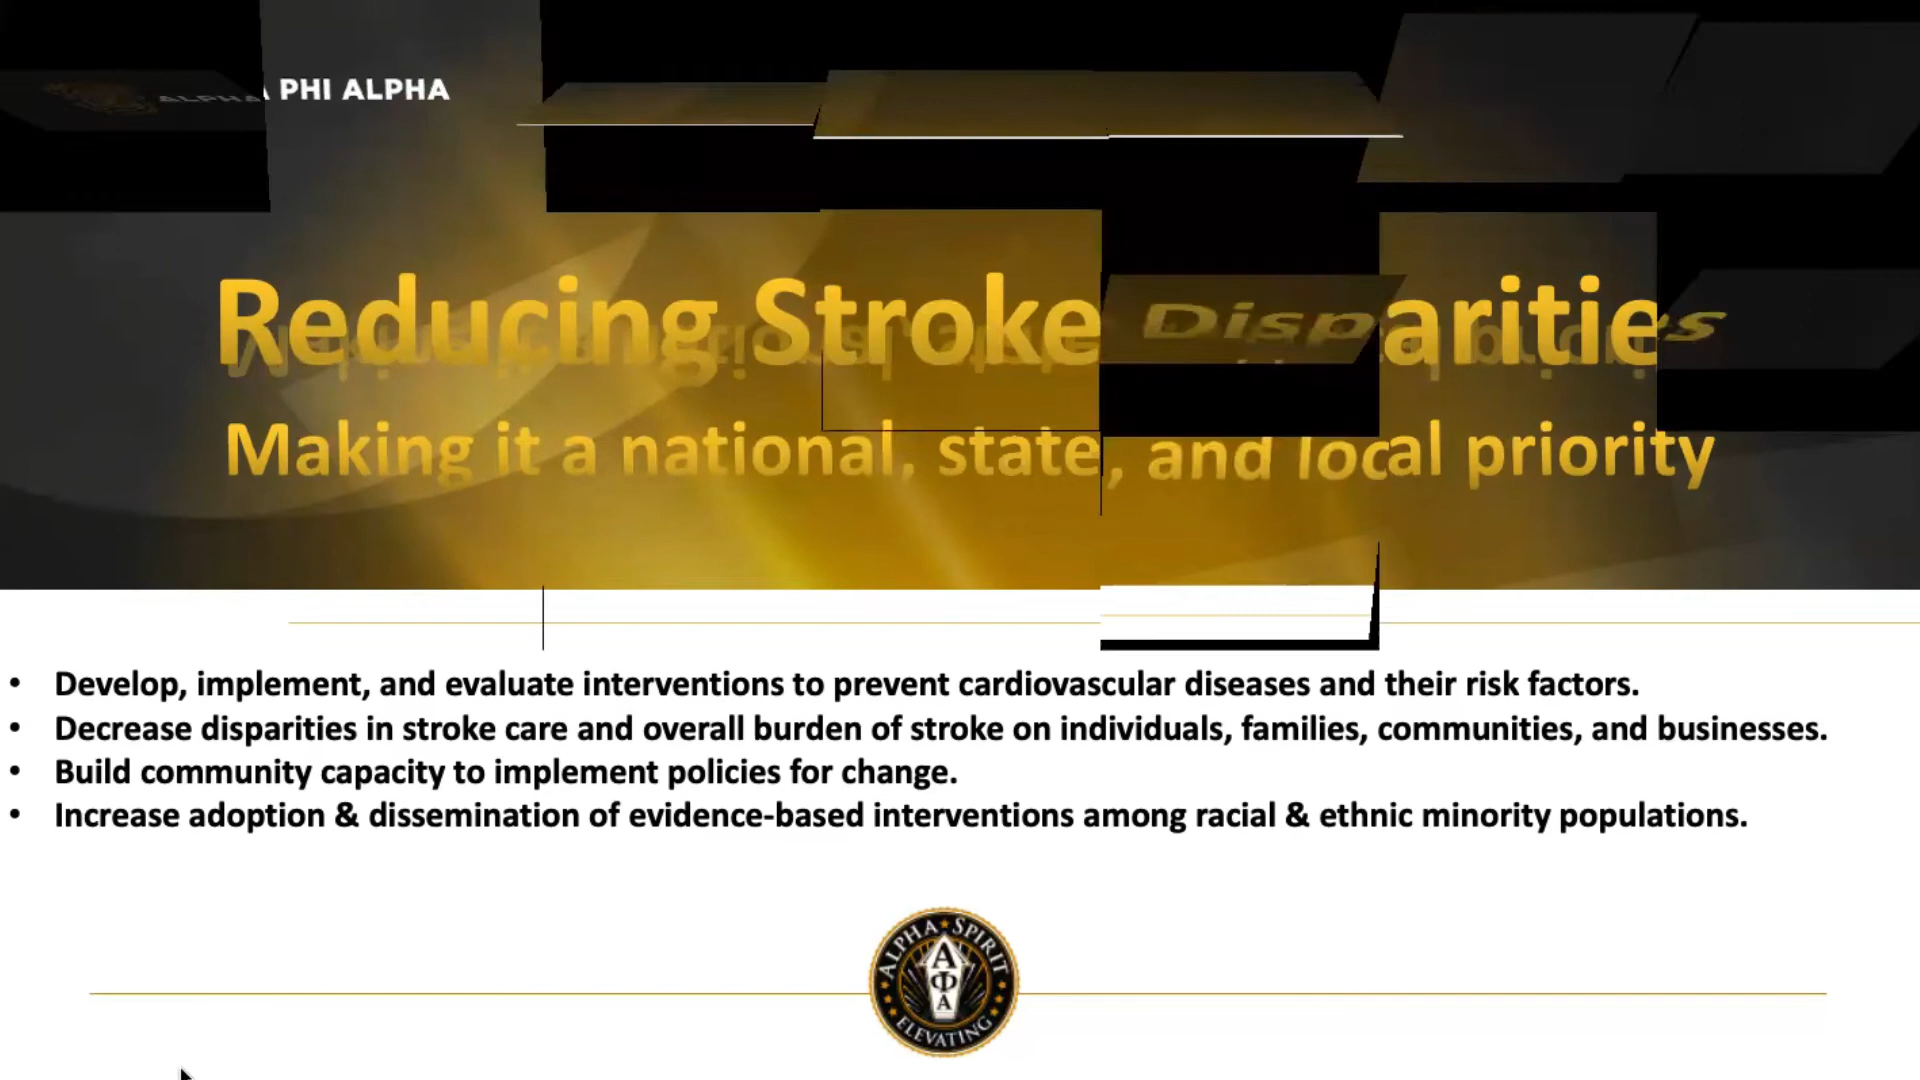 ALPHA PHI ALPHA
Reducing Stroke Disparities
Making it a national, state, and local priority
• Develop, implement, and evaluate interventions to prevent cardiovascular diseases and their risk factors.
• Decrease disparities in stroke care and overall burden of stroke on individuals, families, communities, and businesses.
• Build community capacity to implement policies for change.
• Increase adoption & dissemination of evidence-based interventions among racial & ethnic minority populations.
ALPHA SPIRIT
Α
Φ
Α
ELEVATING